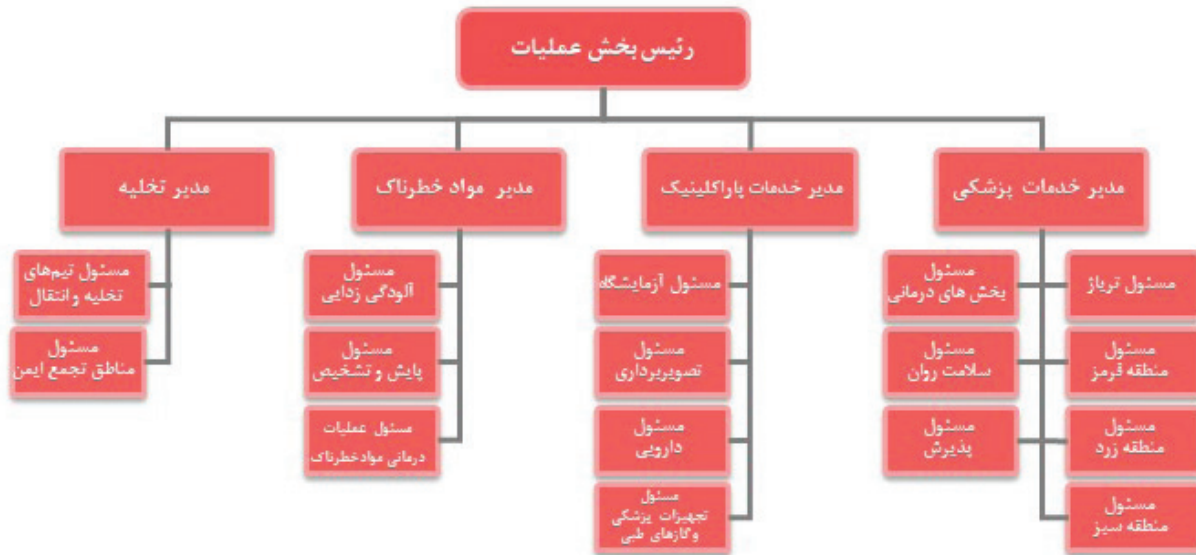 رئیس بخش عملیات
مدیر خدمات پزشکی
مدیر خدمات پاراکلینیک
مدیر مواد خطرناک
مدیر تخلیه
مسئول تریاژ
مسئول
منطقه قرمز
مسئول
منطقه زرد
مسئول
منطقه سبز
مسئول
بخش های درمانی
مسئول
سلامت روان
مسئول
پذیرش
مسئول آزمایشگاه
مسئول
تصویربرداری
مسئول
دارویی
مسئول
تجهیزات پزشکی
وگازهای طبی
مسئول
آلودگی زدایی
مسئول
پایش و تشخیص
مسئول عملیات
درمانی موادخطرناک
مسئول تیم‌های
تخلیه و انتقال
مسئول
مناطق تجمع ایمن